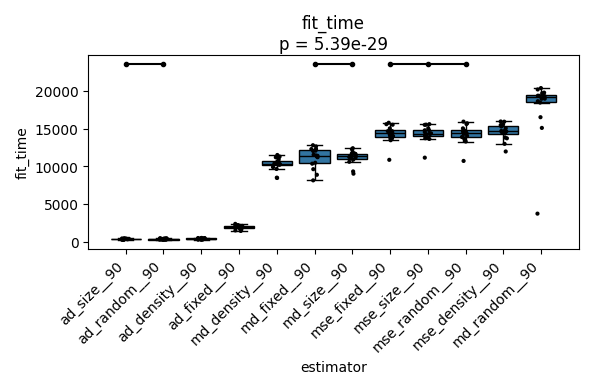 fit_time
p = 5.39e-29
fit_time
20000
15000
10000
5000
0
ad_size__90
ad_random__90
ad_density__90
ad_fixed__90
md_density__90
md_fixed__90
md_size__90
mse_fixed__90
mse_size__90
mse_random__90
mse_density__90
md_random__90
estimator